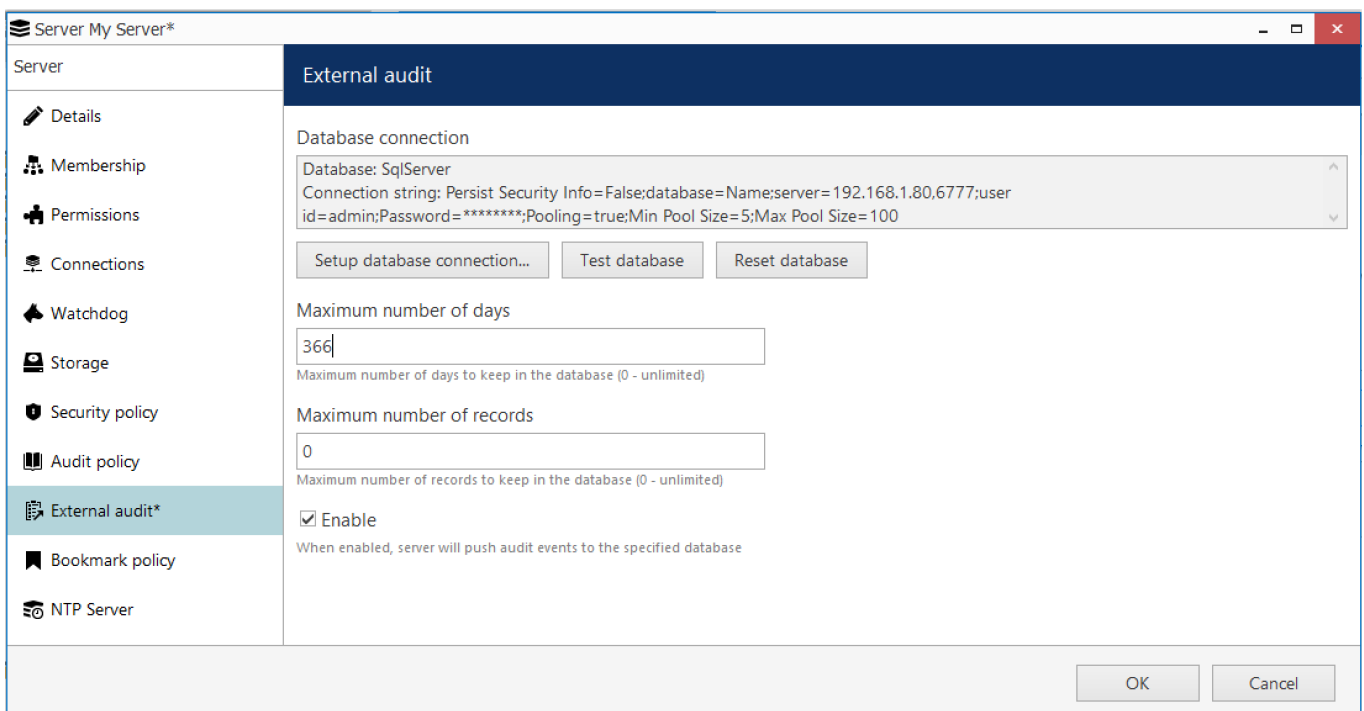 Server My Server*
Server
Details
Membership
Permissions
Connections
Watchdog
Storage
Security policy
Audit policy
External audit*
Bookmark policy
NTP Server
External audit
Database connection
Database: SqlServer
Connection string: Persist Security Info=False;database=Name;server=192.168.1.80,6777;user
id=admin;Password=********;Pooling=true;Min Pool Size=5;Max Pool Size=100
Setup database connection... Test database Reset database
Maximum number of days
366
Maximum number of days to keep in the database (0 - unlimited)
Maximum number of records
0
Maximum number of records to keep in the database (0 - unlimited)
Enable
When enabled, server will push audit events to the specified database
OK Cancel